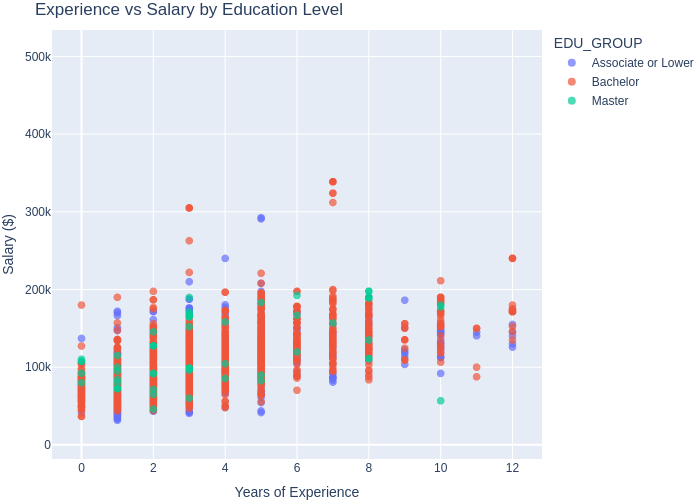 Experience vs Salary by Education Level
EDU_GROUP
Associate or Lower
Bachelor
Master
500k
400k
300k
200k
100k
0
Salary ($)
0 2 4 6 8 10 12
Years of Experience